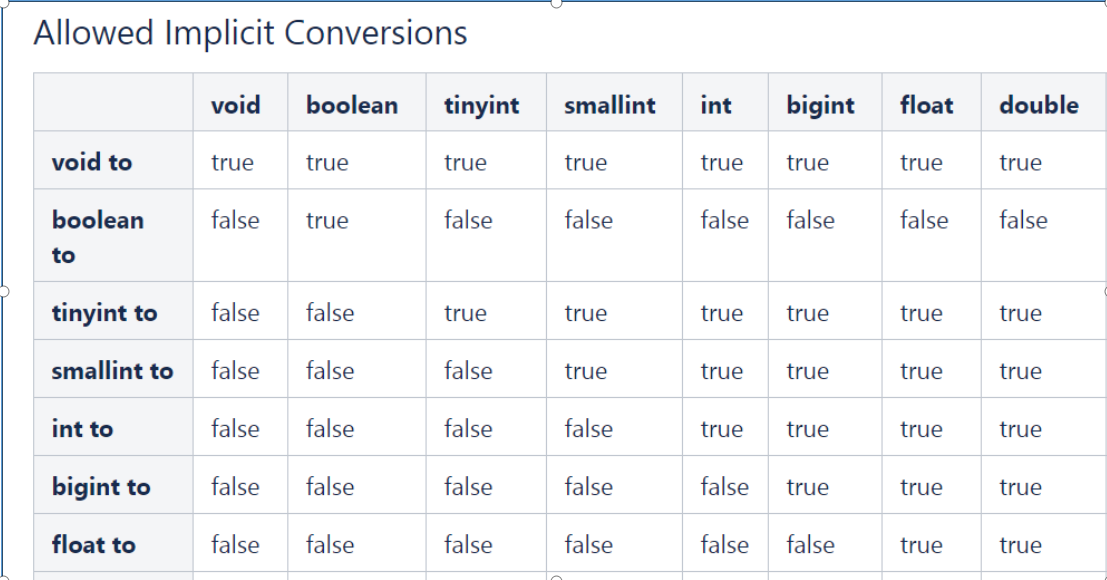 Allowed Implicit Conversions
void boolean tinyint smallint int bigint float double
void to true true true true true true true true
boolean to false true false false false false false false
tinyint to false false true true true true true true
smallint to false false false true true true true true
int to false false false false true true true true
bigint to false false false false false true true true
float to false false false false false false true true